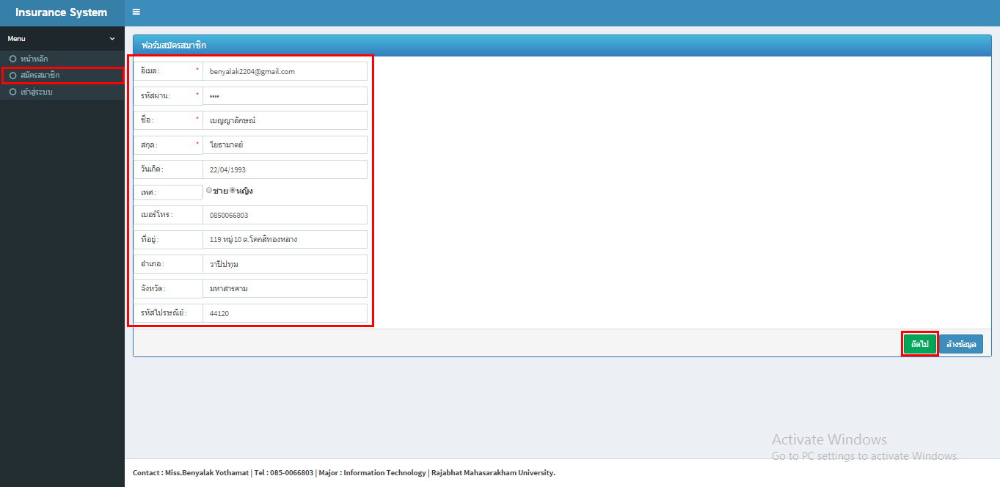 Insurance System
Menu
หน้าหลัก
สมัครสมาชิก
เข้าสู่ระบบ
ฟอร์มสมัครสมาชิก
อีเมล : * benyalak2204@gmail.com
รหัสผ่าน : * ••••
ชื่อ : * เบญญาลักษณ์
สกุล : * โยธามาตย์
วันเกิด : 22/04/1993
เพศ : ชาย หญิง
เบอร์โทร : 0850066803
ที่อยู่ : 119 หมู่ 10 ต.โคกสีทองหลาง
อำเภอ : วาปีปทุม
จังหวัด : มหาสารคาม
รหัสไปรษณีย์ : 44120
ถัดไป ล้างข้อมูล
Activate Windows
Go to PC settings to activate Windows.
Contact : Miss.Benyalak Yothamat | Tel : 085-0066803 | Major : Information Technology | Rajabhat Mahasarakham University.